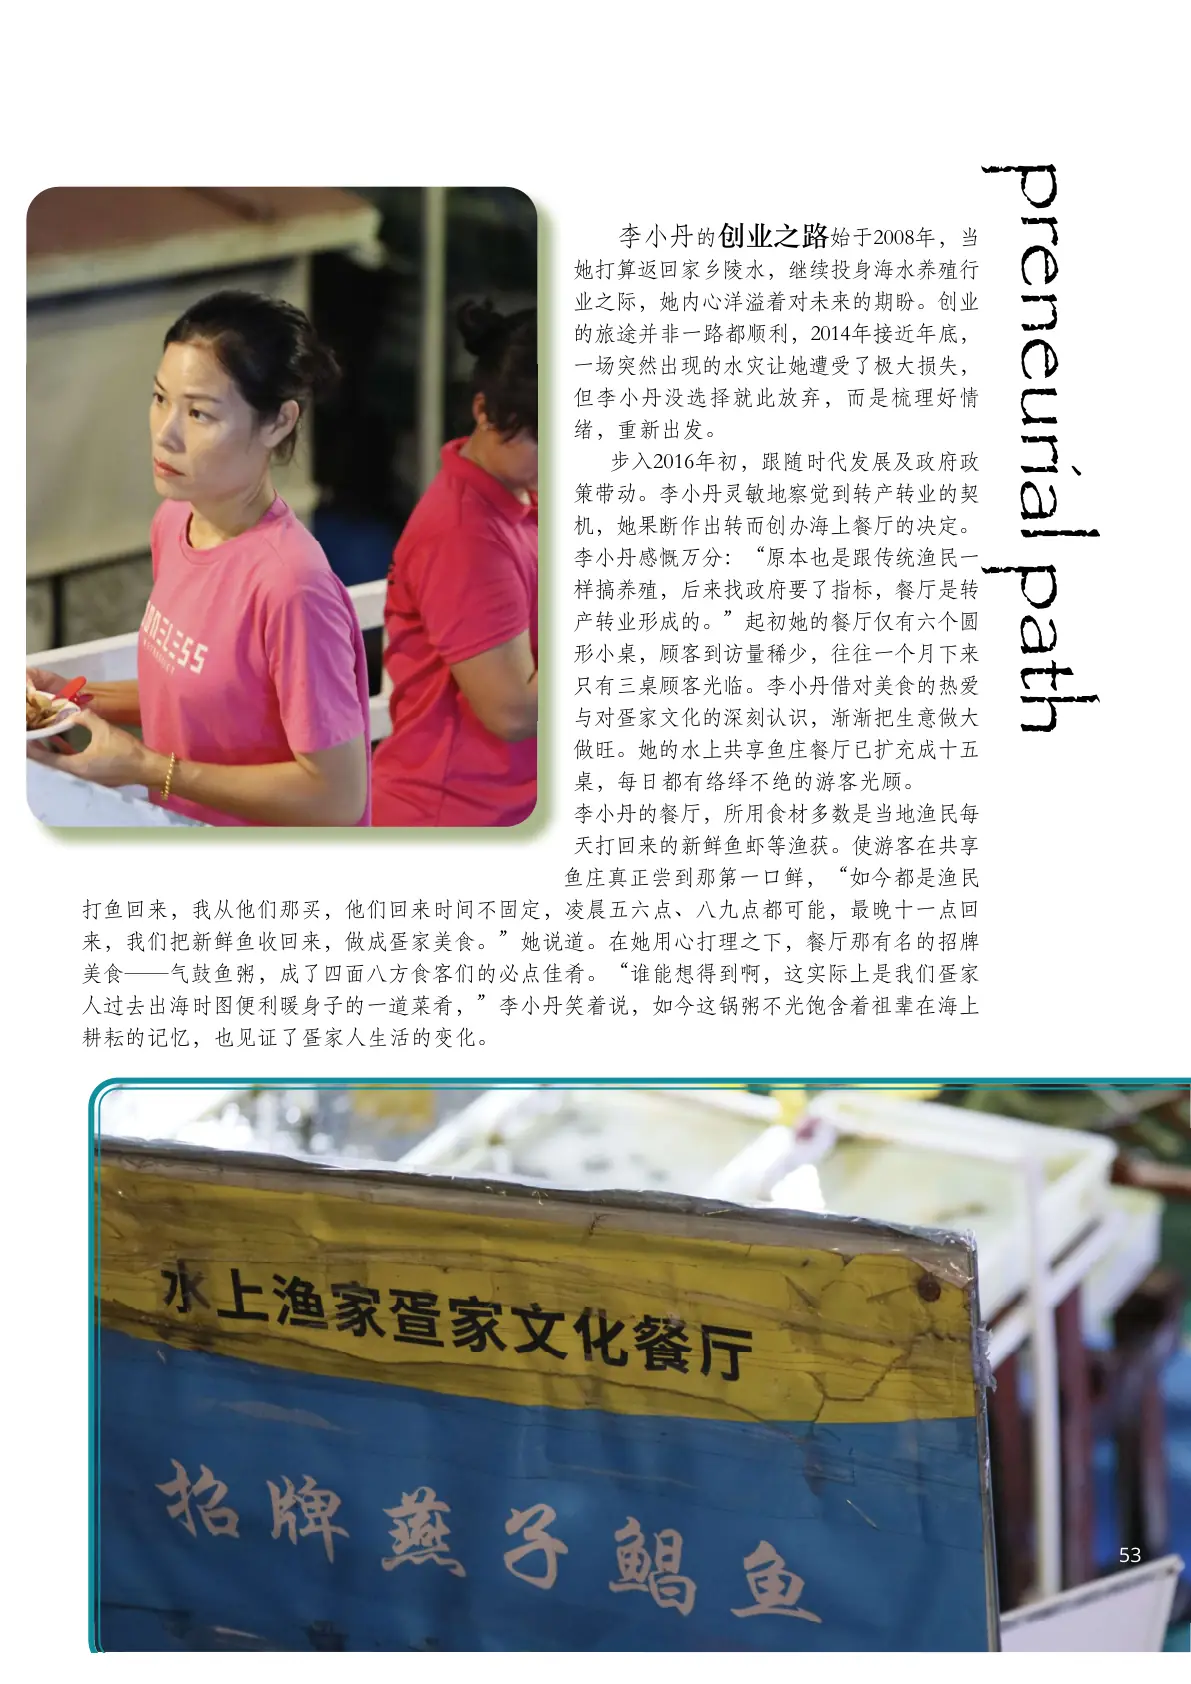 preneurial path
李小丹的创业之路始于2008年，当
她打算返回家乡陵水，继续投身海水养殖行
业之际，她内心洋溢着对未来的期盼。创业
的旅途并非一路都顺利，2014年接近年底，
一场突然出现的水灾让她遭受了极大损失，
但李小丹没选择就此放弃，而是梳理好情
绪，重新出发。
步入2016年初，跟随时代发展及政府政
策带动。李小丹灵敏地察觉到转产转业的契
机，她果断作出转而创办海上餐厅的决定。
李小丹感慨万分：“原本也是跟传统渔民一
样搞养殖，后来找政府要了指标，餐厅是转
产转业形成的。”起初她的餐厅仅有六个圆
形小桌，顾客到访量稀少，往往一个月下来
只有三桌顾客光临。李小丹借对美食的热爱
与对疍家文化的深刻认识，渐渐把生意做大
做旺。她的水上共享鱼庄餐厅已扩充成十五
桌，每日都有络绎不绝的游客光顾。
李小丹的餐厅，所用食材多数是当地渔民每
天打回来的新鲜鱼虾等渔获。使游客在共享
鱼庄真正尝到那第一口鲜，“如今都是渔民
打鱼回来，我从他们那买，他们回来时间不固定，凌晨五六点、八九点都可能，最晚十一点回
来，我们把新鲜鱼收回来，做成疍家美食。”她说道。在她用心打理之下，餐厅那有名的招牌
美食——气鼓鱼粥，成了四面八方食客们的必点佳肴。“谁能想得到啊，这实际上是我们疍家
人过去出海时图便利暖身子的一道菜肴，”李小丹笑着说，如今这锅粥不光饱含着祖辈在海上
耕耘的记忆，也见证了疍家人生活的变化。
水上渔家疍家文化餐厅
招牌燕子鲳鱼
53